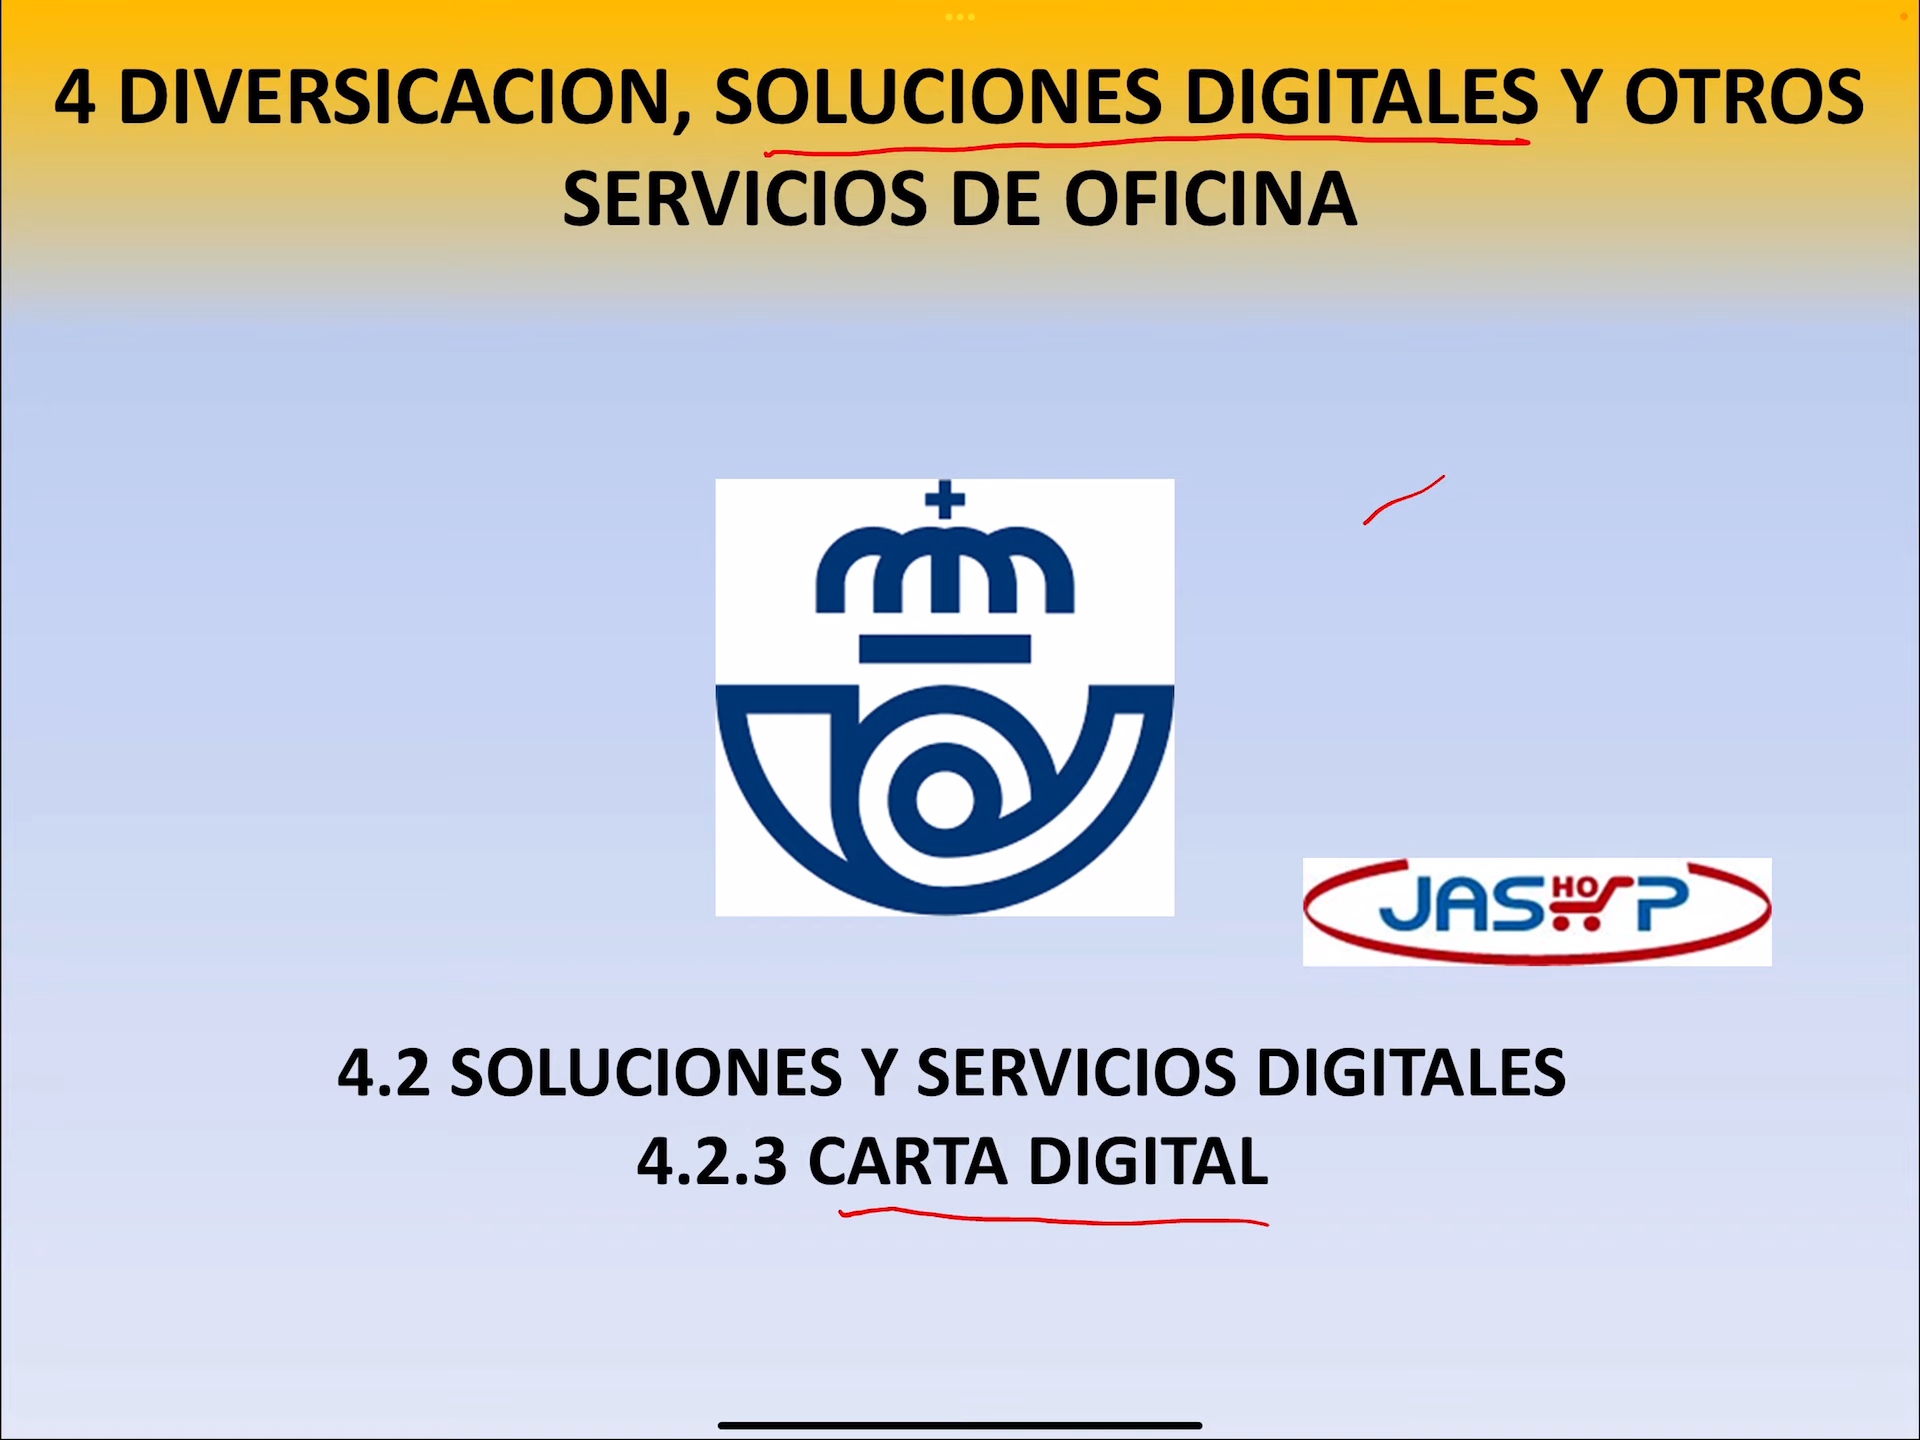 4 DIVERSICACION, SOLUCIONES DIGITALES Y OTROS
SERVICIOS DE OFICINA
JASHOP
4.2 SOLUCIONES Y SERVICIOS DIGITALES
4.2.3 CARTA DIGITAL